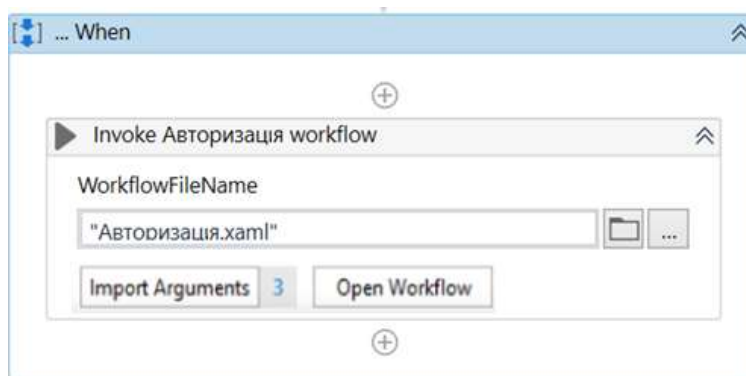 ... When
Invoke Авторизація workflow
WorkflowFileName
"Авторизація.xaml"
...
Import Arguments 3 Open Workflow